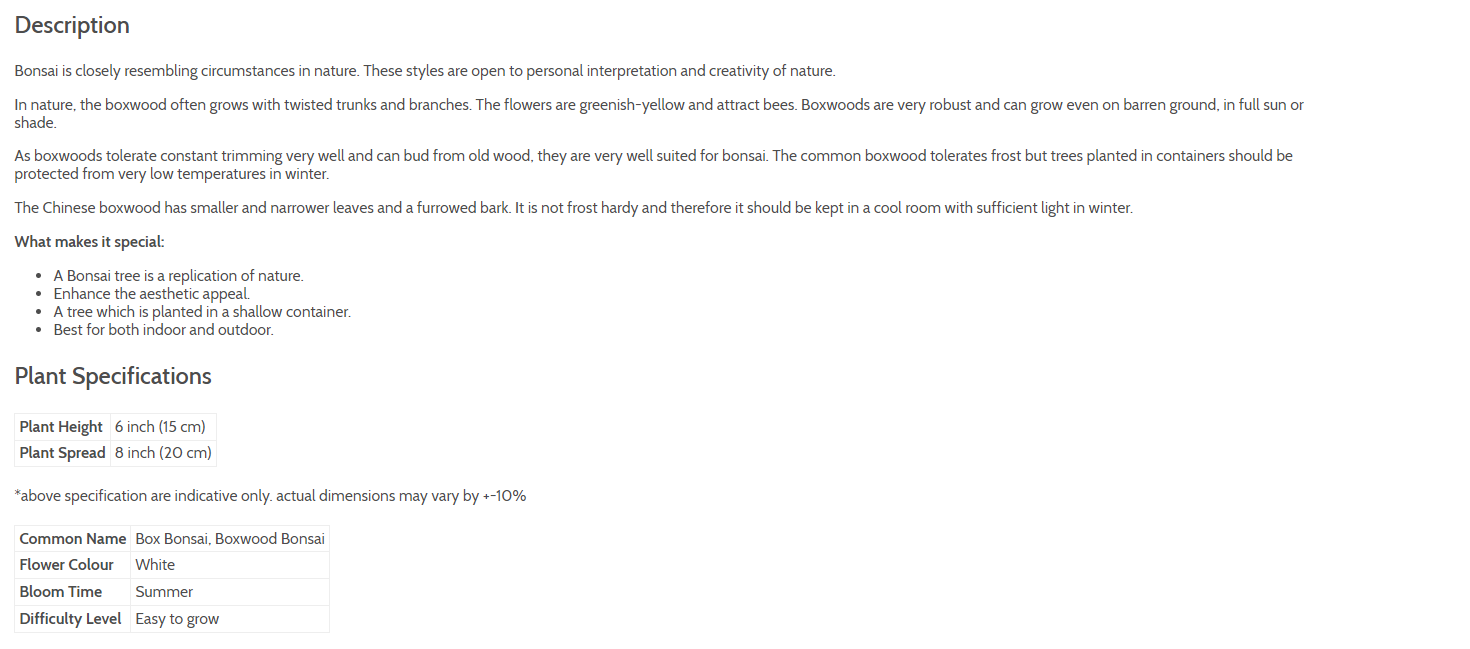 Description
Bonsai is closely resembling circumstances in nature. These styles are open to personal interpretation and creativity of nature.
In nature, the boxwood often grows with twisted trunks and branches. The flowers are greenish-yellow and attract bees. Boxwoods are very robust and can grow even on barren ground, in full sun or
shade.
As boxwoods tolerate constant trimming very well and can bud from old wood, they are very well suited for bonsai. The common boxwood tolerates frost but trees planted in containers should be
protected from very low temperatures in winter.
The Chinese boxwood has smaller and narrower leaves and a furrowed bark. It is not frost hardy and therefore it should be kept in a cool room with sufficient light in winter.
What makes it special:
• A Bonsai tree is a replication of nature.
• Enhance the aesthetic appeal.
• A tree which is planted in a shallow container.
• Best for both indoor and outdoor.
Plant Specifications
Plant Height 6 inch (15 cm)
Plant Spread 8 inch (20 cm)
*above specification are indicative only. actual dimensions may vary by +-10%
Common Name Box Bonsai, Boxwood Bonsai
Flower Colour White
Bloom Time Summer
Difficulty Level Easy to grow